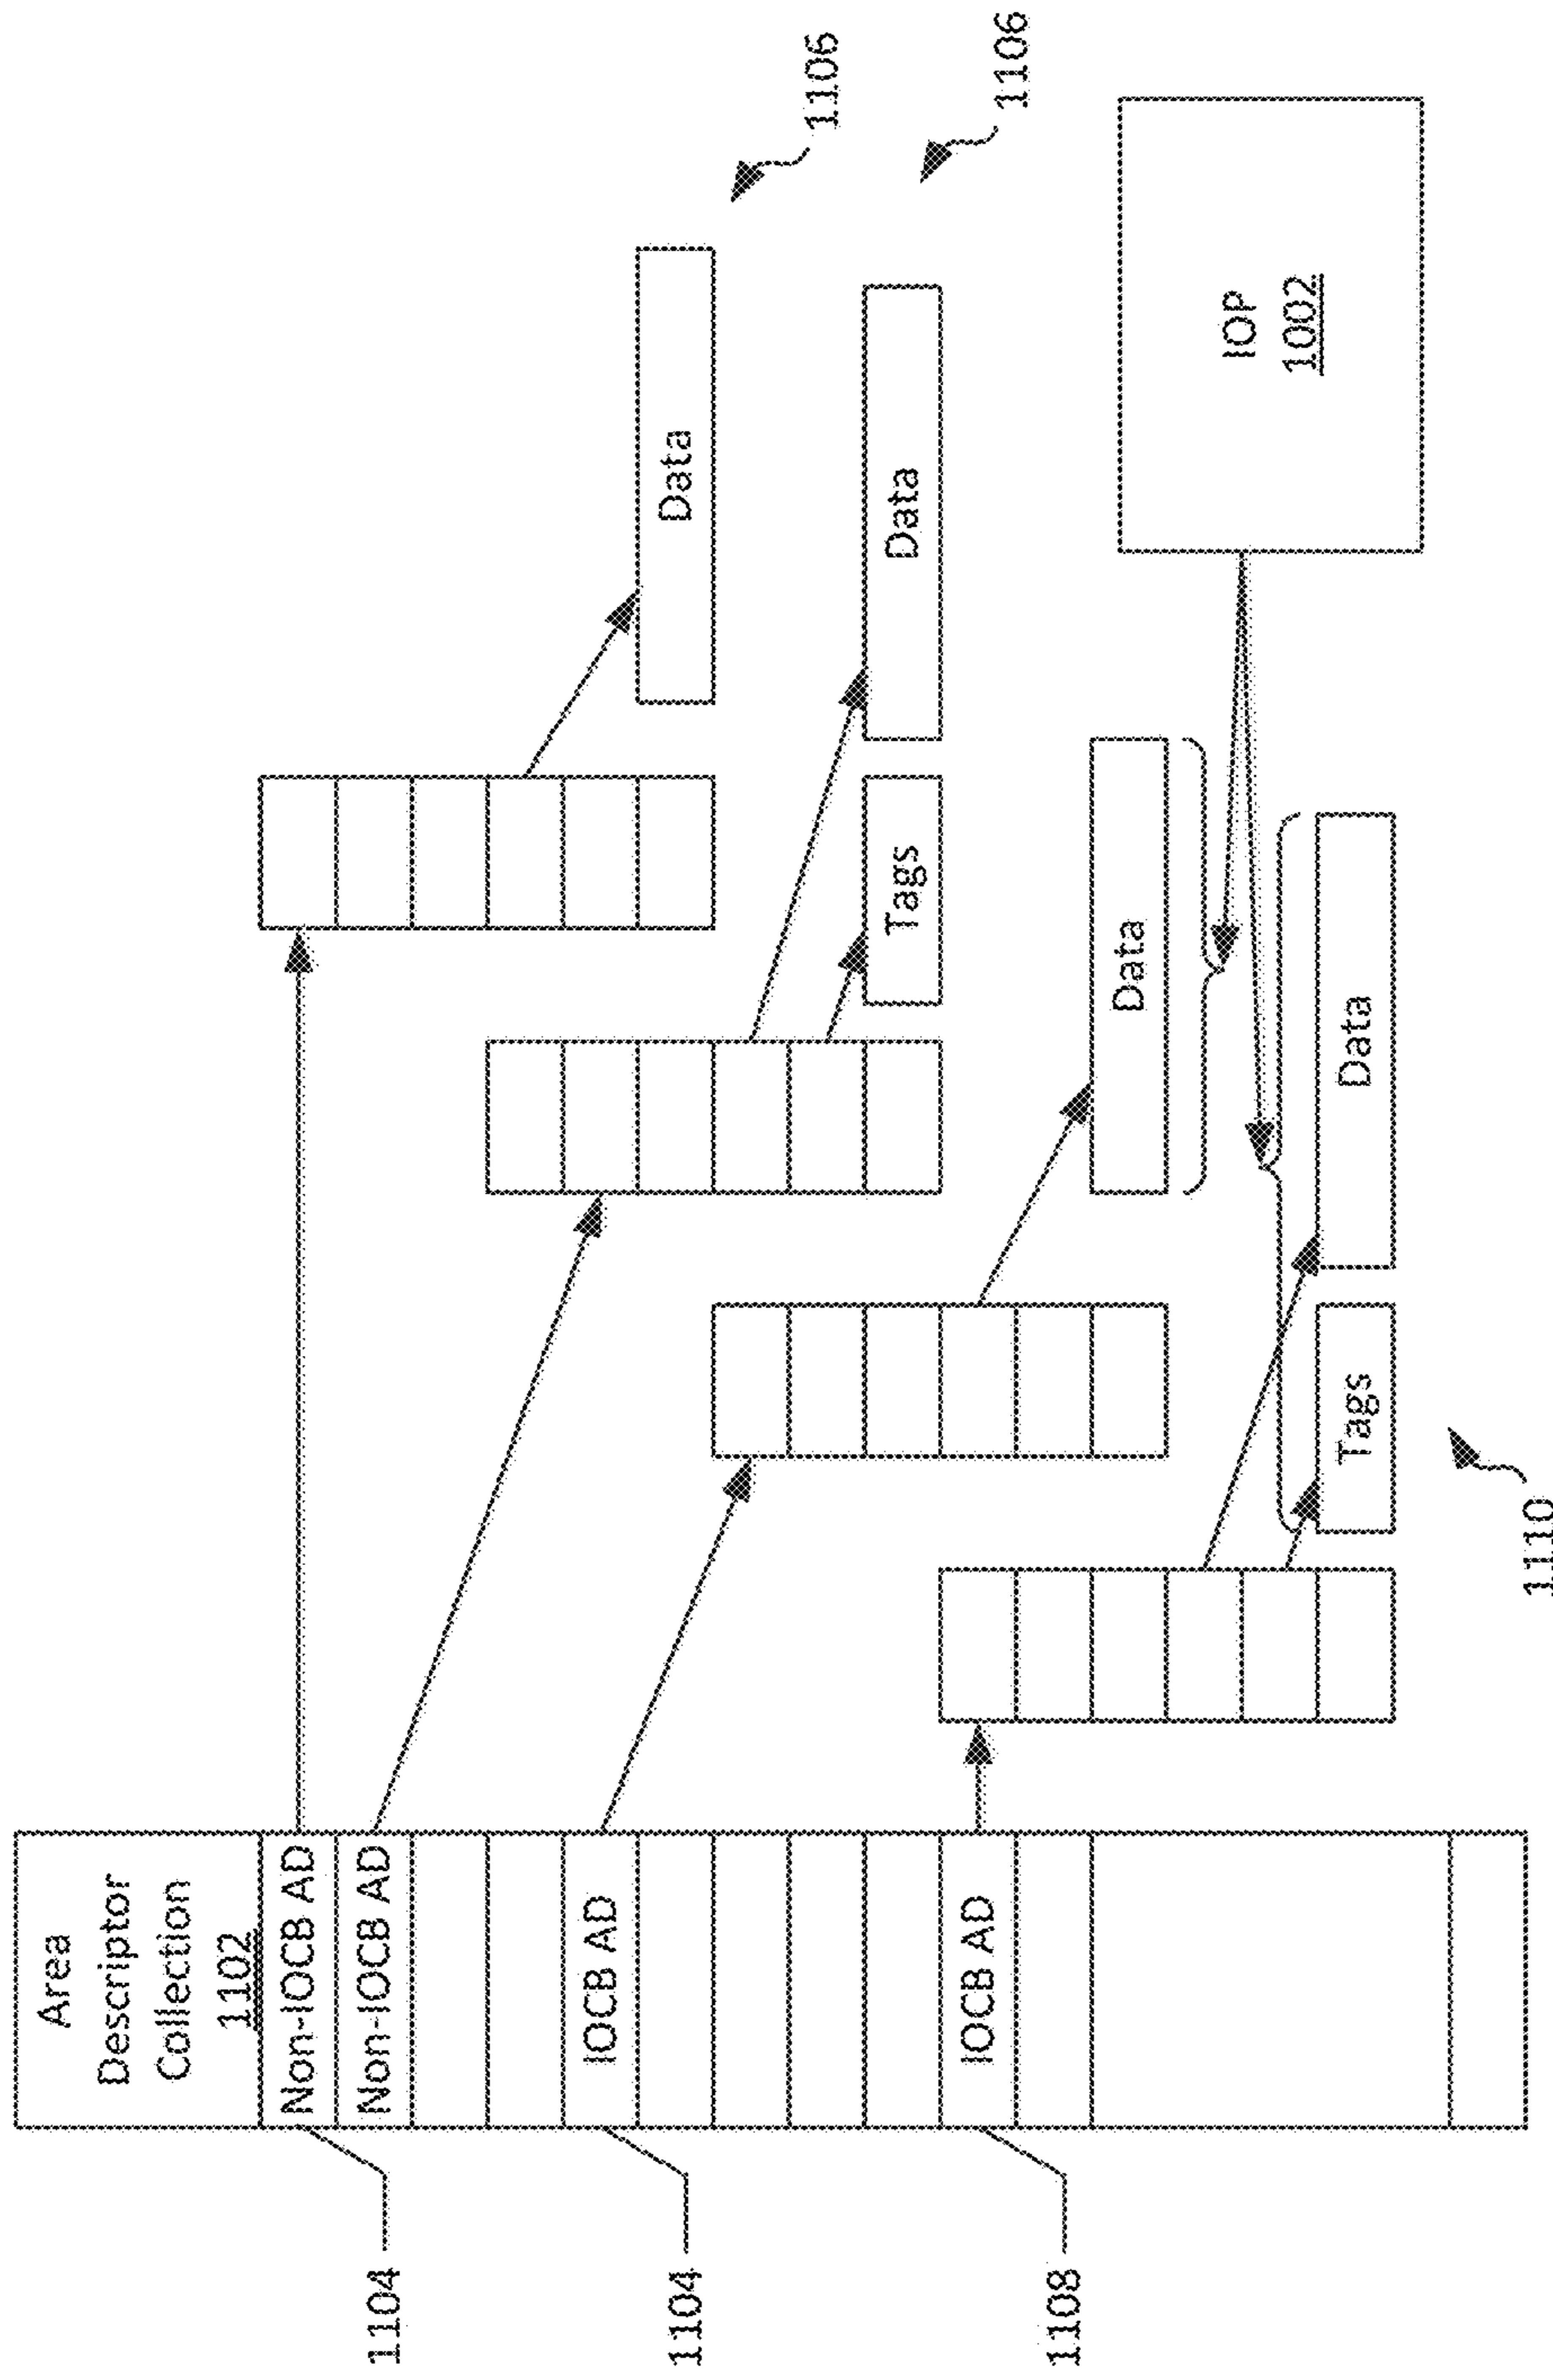 Area
Descriptor
Collection
1102
Non-IOCB AD
Non-IOCB AD
IOCB AD
IOCB AD
1104
1104
1108
Data
1106
Tags
Data
1106
Data
Tags
Data
1110
IOP
1002